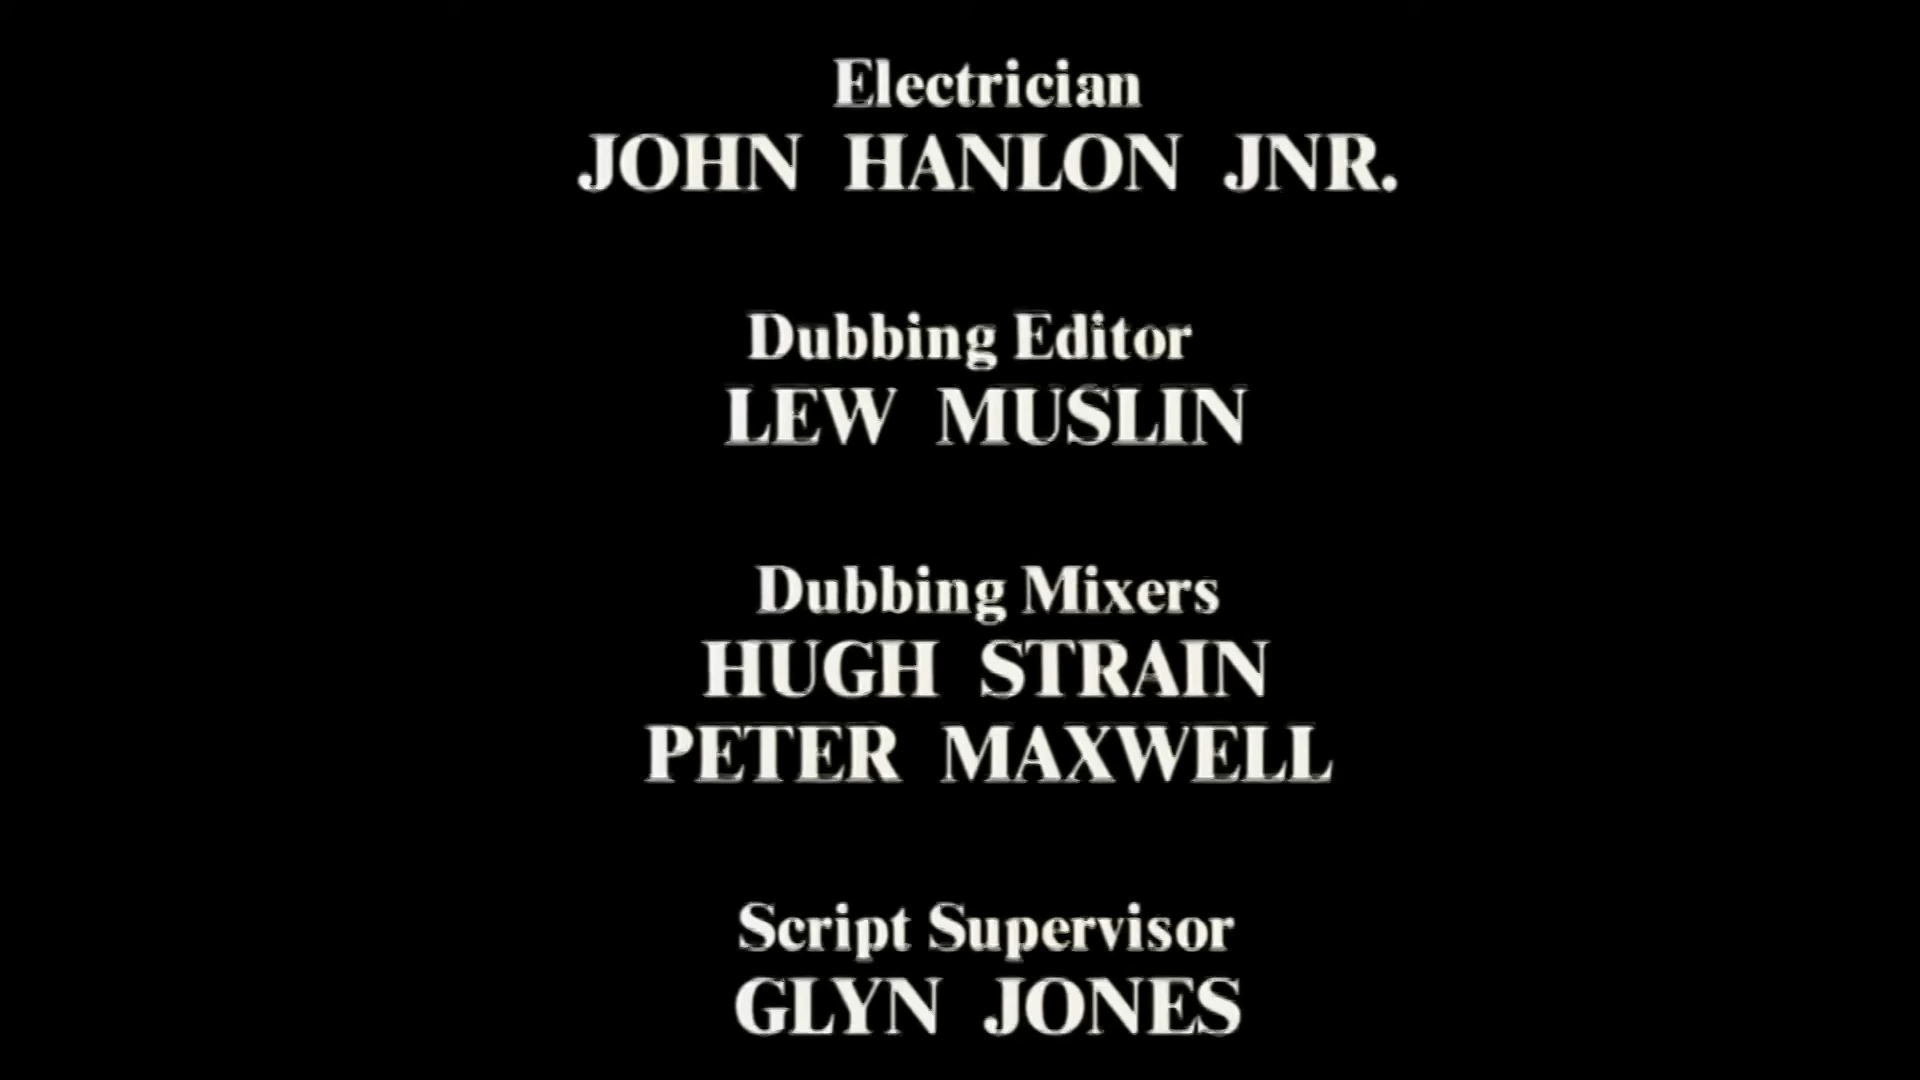 Electrician
JOHN HANLON JNR.
Dubbing Editor
LEW MUSLIN
Dubbing Mixers
HUGH STRAIN
PETER MAXWELL
Script Supervisor
GLYN JONES